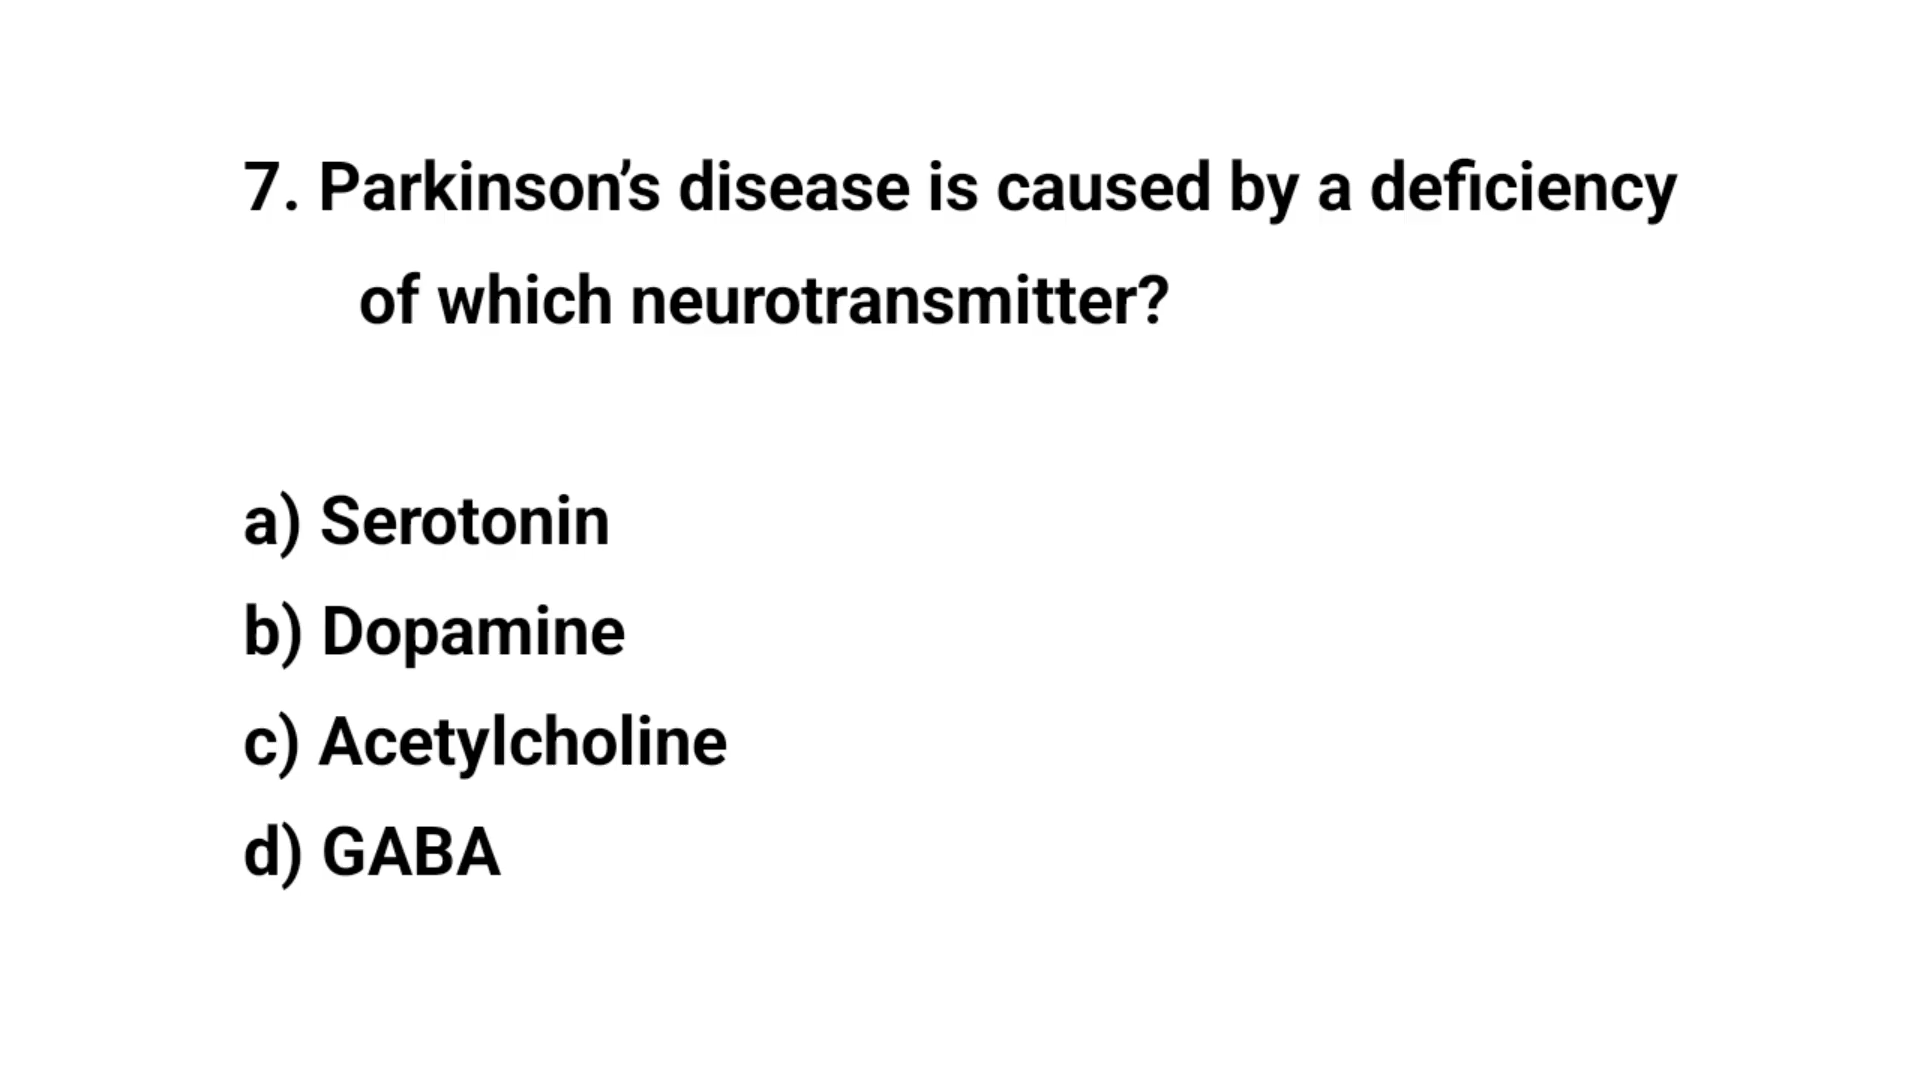 7. Parkinson’s disease is caused by a deficiency
of which neurotransmitter?
a) Serotonin
b) Dopamine
c) Acetylcholine
d) GABA